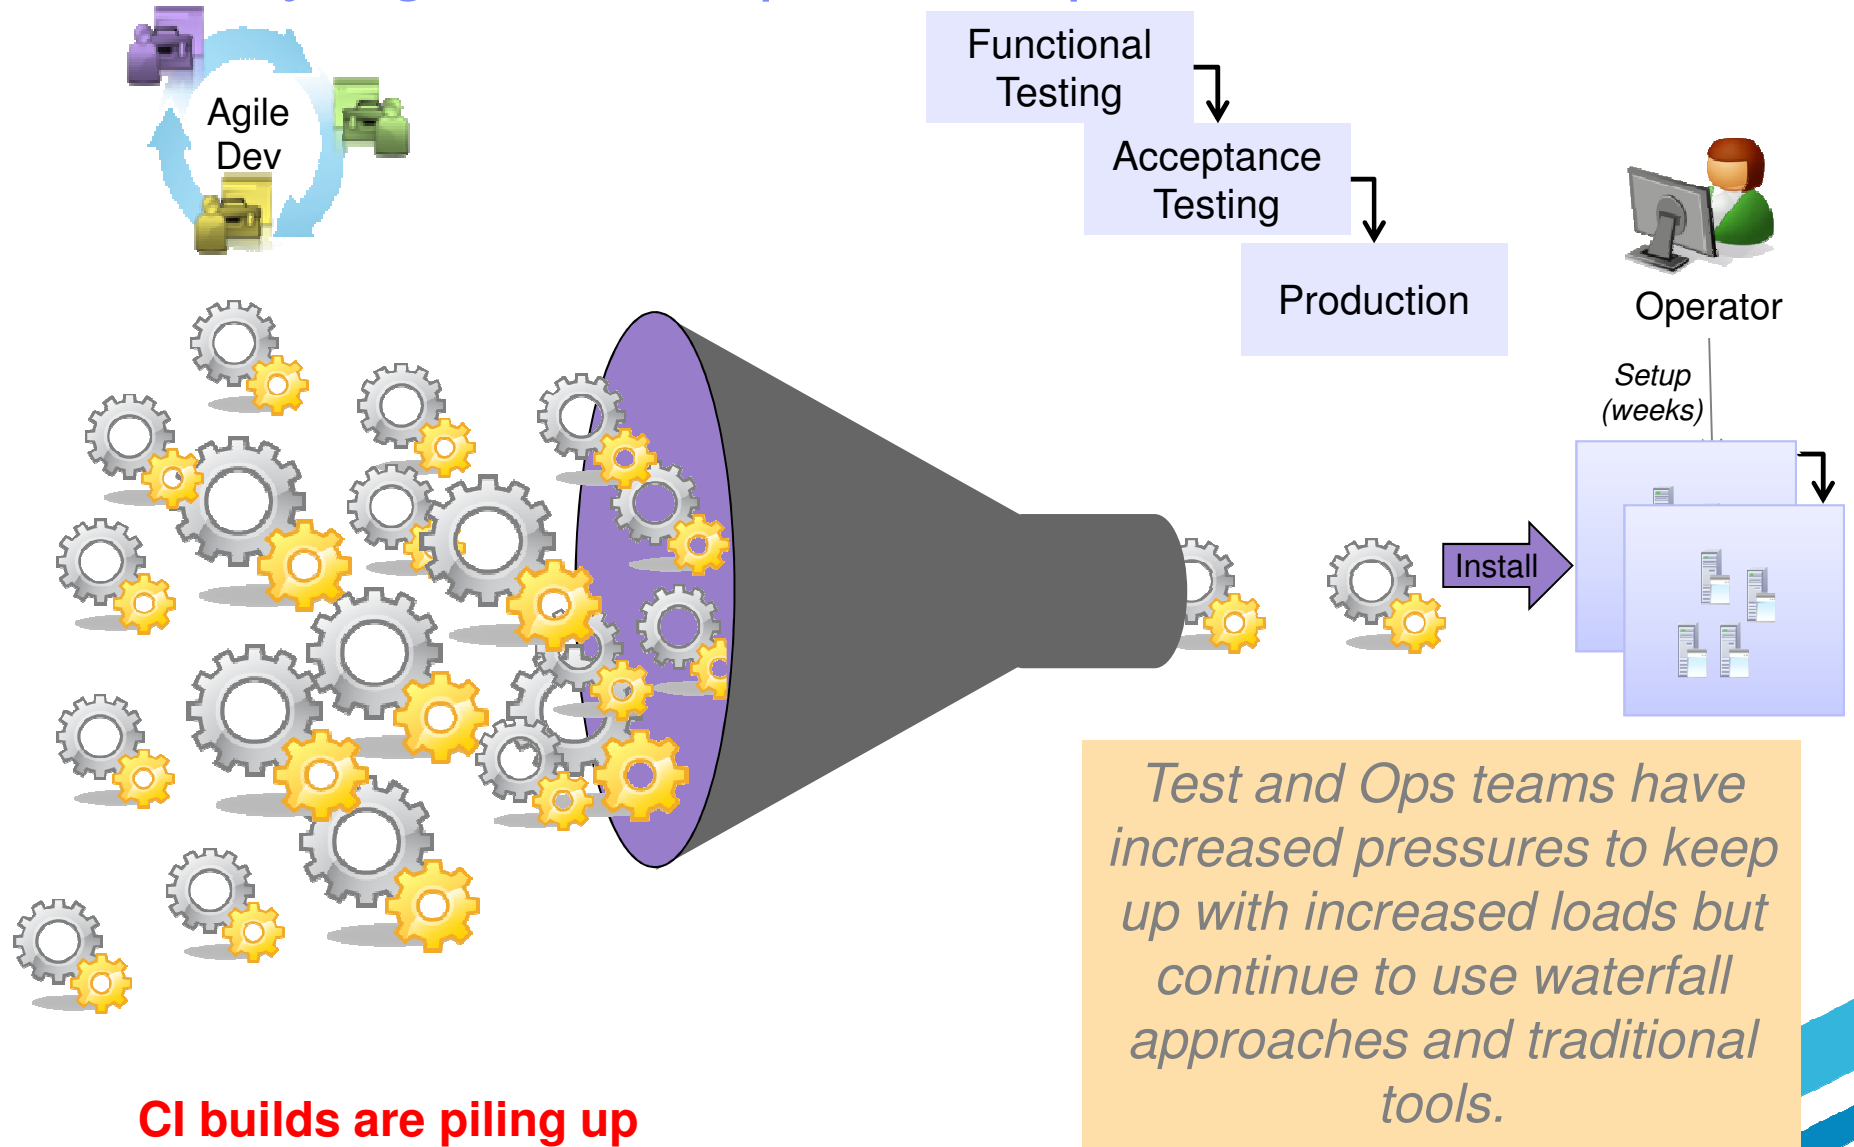 Agile
Dev
Functional
Testing
Acceptance
Testing
Production
Operator
Setup
(weeks)
Install
Test and Ops teams have
increased pressures to keep
up with increased loads but
continue to use waterfall
approaches and traditional
tools.
CI builds are piling up